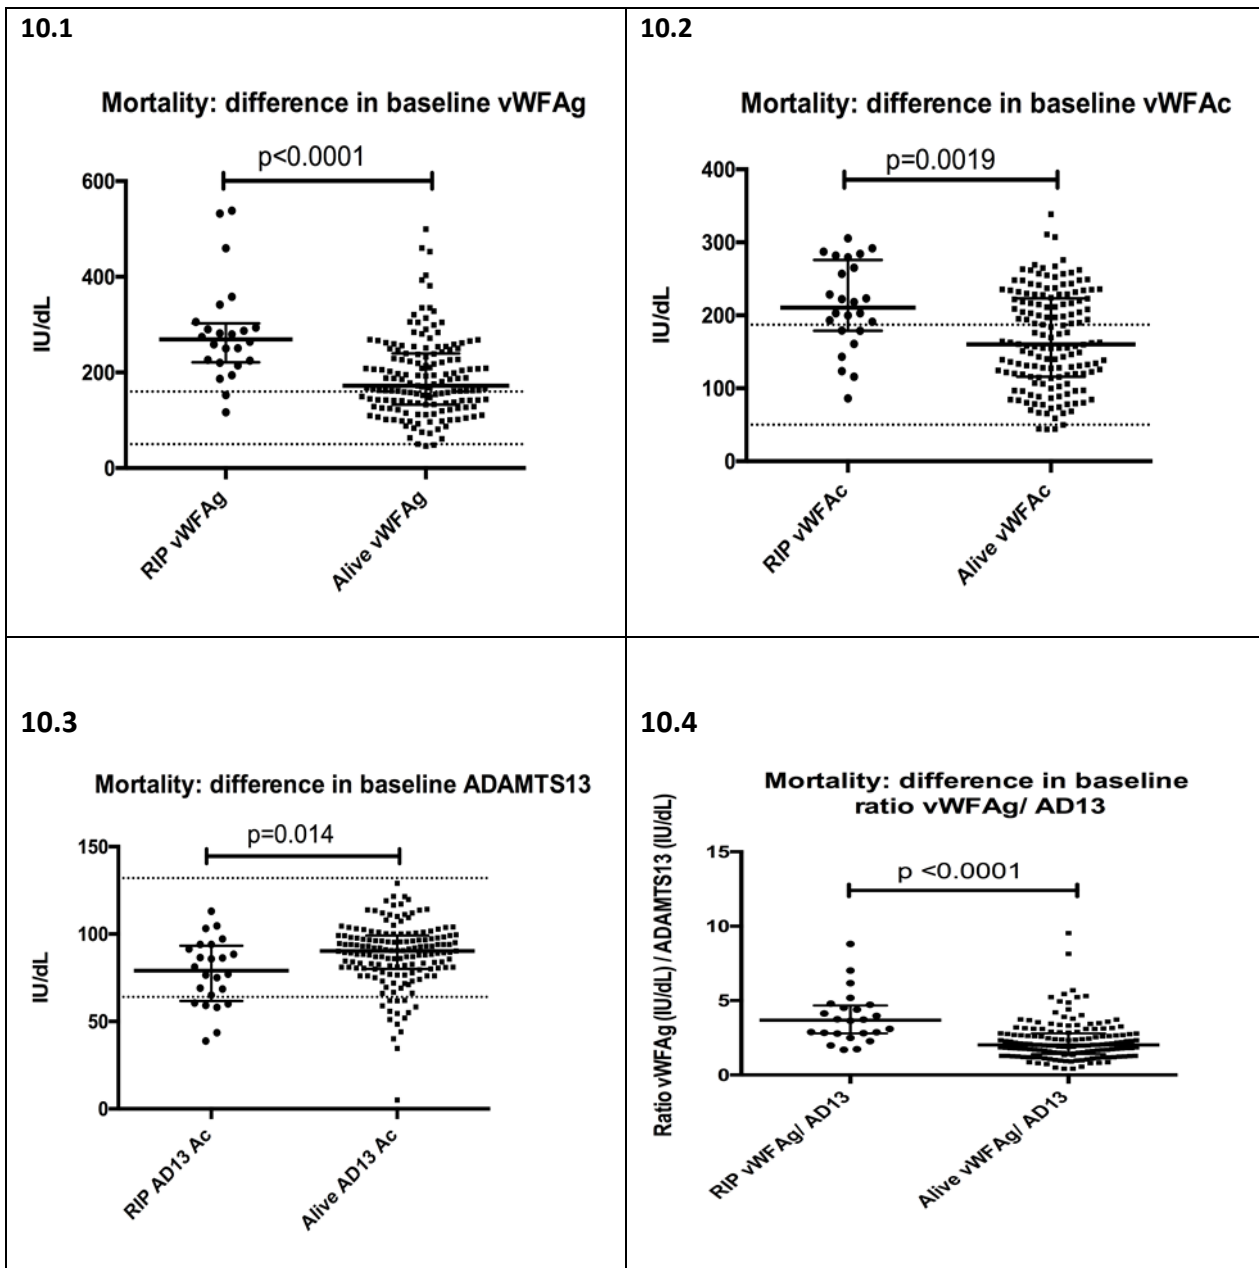 10.1
Mortality: difference in baseline vWFAg
p<0.0001
600
400
200
0
IU/dL
RIP vWFAg
Alive vWFAg
10.2
Mortality: difference in baseline vWFAc
p=0.0019
400
300
200
100
0
IU/dL
RIP vWFAc
Alive vWFAc
10.3
Mortality: difference in baseline ADAMTS13
p=0.014
150
100
50
0
IU/dL
RIP AD13 Ac
Alive AD13 Ac
10.4
Mortality: difference in baseline
ratio vWFAg/ AD13
p <0.0001
15
10
5
0
Ratio vWFAg (IU/dL) / ADAMTS13 (IU/dL)
RIP vWFAg/ AD13
Alive vWFAg/ AD13